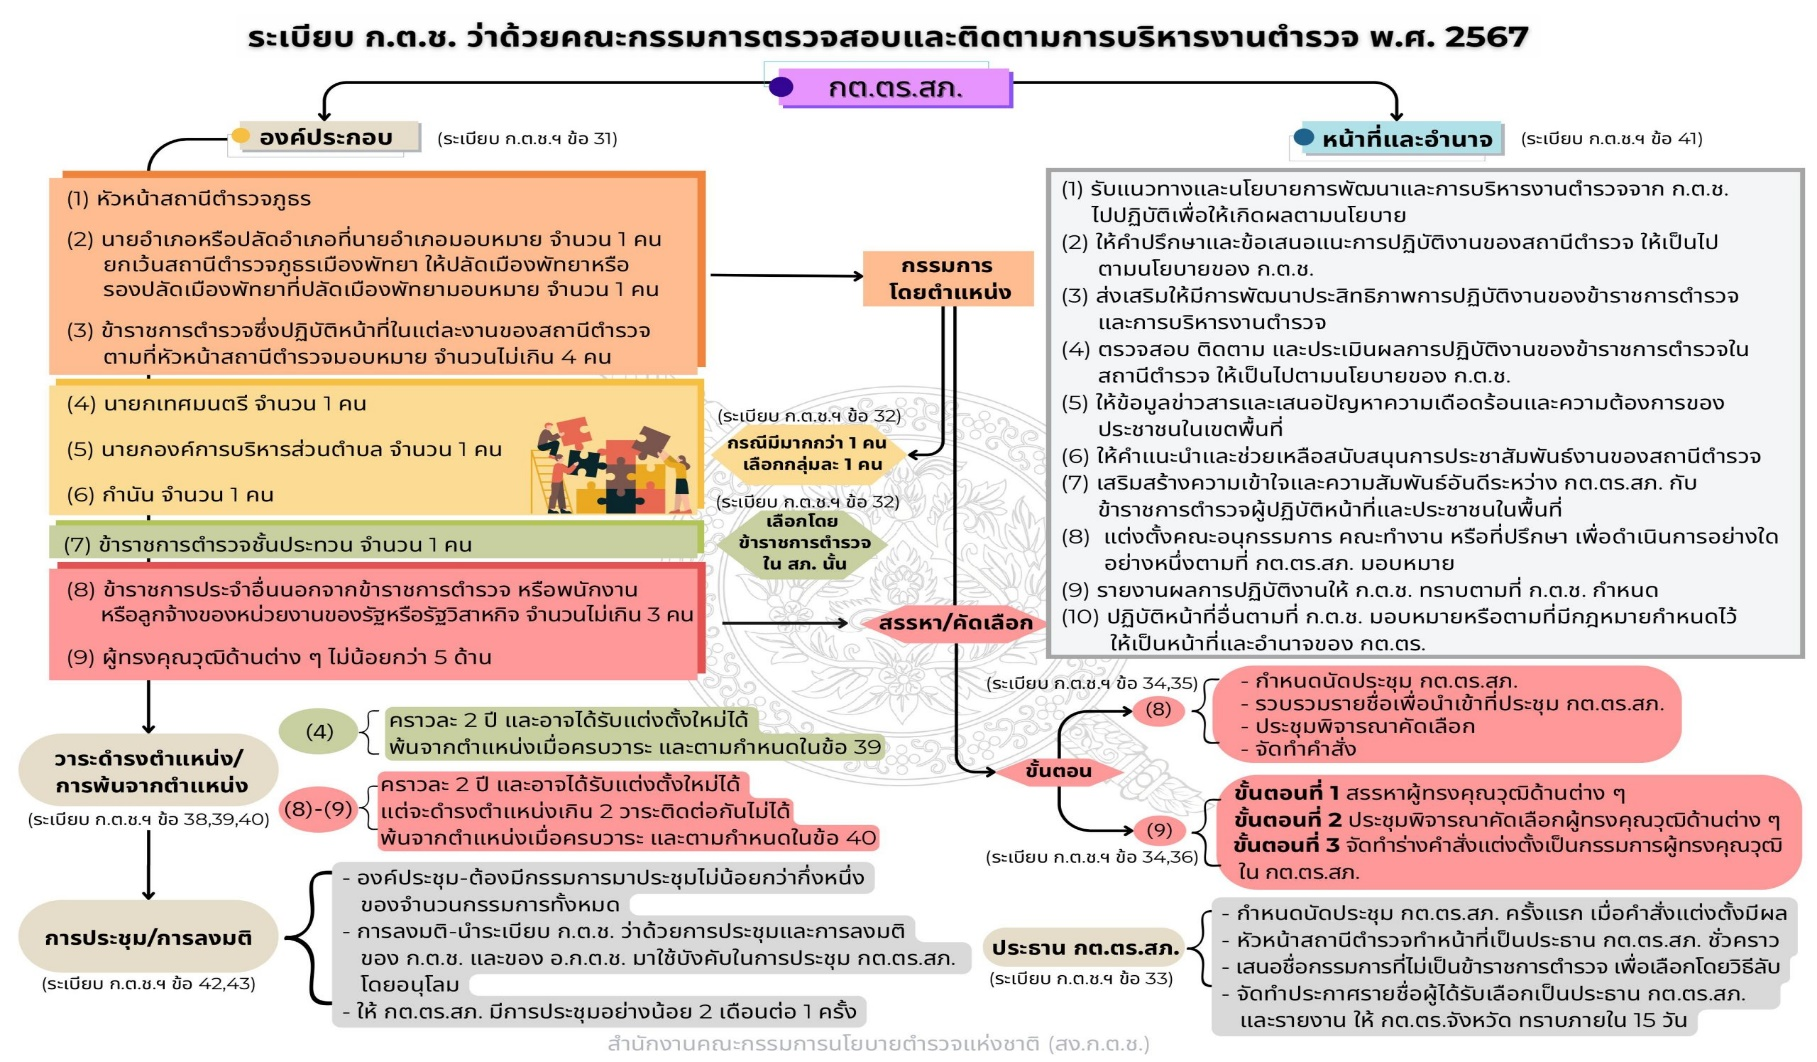 ระเบียบ ก.ต.ช. ว่าด้วยคณะกรรมการตรวจสอบและติดตามการบริหารงานตำรวจ พ.ศ. 2567
กต.ตร.สภ.
องค์ประกอบ
(ระเบียบ ก.ต.ช.ฯ ข้อ 31)
(1) หัวหน้าสถานีตำรวจภูธร
(2) นายอำเภอหรือปลัดอำเภอที่นายอำเภอมอบหมาย จำนวน 1 คน
ยกเว้นสถานีตำรวจภูธรเมืองพัทยา ให้ปลัดเมืองพัทยาหรือ
รองปลัดเมืองพัทยาที่ปลัดเมืองพัทยามอบหมาย จำนวน 1 คน
(3) ข้าราชการตำรวจซึ่งปฏิบัติหน้าที่ในแต่ละงานของสถานีตำรวจ
ตามที่หัวหน้าสถานีตำรวจมอบหมาย จำนวนไม่เกิน 4 คน
(4) นายกเทศมนตรี จำนวน 1 คน
(5) นายกองค์การบริหารส่วนตำบล จำนวน 1 คน
(6) กำนัน จำนวน 1 คน
(7) ข้าราชการตำรวจชั้นประทวน จำนวน 1 คน
(8) ข้าราชการประจำอื่นนอกจากข้าราชการตำรวจ หรือพนักงาน
หรือลูกจ้างของหน่วยงานของรัฐหรือรัฐวิสาหกิจ จำนวนไม่เกิน 3 คน
(9) ผู้ทรงคุณวุฒิด้านต่าง ๆ ไม่น้อยกว่า 5 ด้าน
กรรมการ
โดยตำแหน่ง
(ระเบียบ ก.ต.ช.ฯ ข้อ 32)
กรณีมีมากกว่า 1 คน
เลือกกลุ่มละ 1 คน
(ระเบียบ ก.ต.ช.ฯ ข้อ 32)
เลือกโดย
ข้าราชการตำรวจ
ใน สภ. นั้น
สรรหา/คัดเลือก
หน้าที่และอำนาจ
(ระเบียบ ก.ต.ช.ฯ ข้อ 41)
(1) รับแนวทางและนโยบายการพัฒนาและการบริหารงานตำรวจจาก ก.ต.ช.
ไปปฏิบัติเพื่อให้เกิดผลตามนโยบาย
(2) ให้คำปรึกษาและข้อเสนอแนะการปฏิบัติงานของสถานีตำรวจ ให้เป็นไป
ตามนโยบายของ ก.ต.ช.
(3) ส่งเสริมให้มีการพัฒนาประสิทธิภาพการปฏิบัติงานของข้าราชการตำรวจ
และการบริหารงานตำรวจ
(4) ตรวจสอบ ติดตาม และประเมินผลการปฏิบัติงานของข้าราชการตำรวจใน
สถานีตำรวจ ให้เป็นไปตามนโยบายของ ก.ต.ช.
(5) ให้ข้อมูลข่าวสารและเสนอปัญหาความเดือดร้อนและความต้องการของ
ประชาชนในเขตพื้นที่
(6) ให้คำแนะนำและช่วยเหลือสนับสนุนการประชาสัมพันธ์งานของสถานีตำรวจ
(7) เสริมสร้างความเข้าใจและความสัมพันธ์อันดีระหว่าง กต.ตร.สภ. กับ
ข้าราชการตำรวจผู้ปฏิบัติหน้าที่และประชาชนในพื้นที่
(8) แต่งตั้งคณะอนุกรรมการ คณะทำงาน หรือที่ปรึกษา เพื่อดำเนินการอย่างใด
อย่างหนึ่งตามที่ กต.ตร.สภ. มอบหมาย
(9) รายงานผลการปฏิบัติงานให้ ก.ต.ช. ทราบตามที่ ก.ต.ช. กำหนด
(10) ปฏิบัติหน้าที่อื่นตามที่ ก.ต.ช. มอบหมายหรือตามที่มีกฎหมายกำหนดไว้
ให้เป็นหน้าที่และอำนาจของ กต.ตร.
วาระดำรงตำแหน่ง/
การพ้นจากตำแหน่ง
(ระเบียบ ก.ต.ช.ฯ ข้อ 38,39,40)
(4)
คราวละ 2 ปี และอาจได้รับแต่งตั้งใหม่ได้
พ้นจากตำแหน่งเมื่อครบวาระ และตามกำหนดในข้อ 39
(8)-(9)
คราวละ 2 ปี และอาจได้รับแต่งตั้งใหม่ได้
แต่จะดำรงตำแหน่งเกิน 2 วาระติดต่อกันไม่ได้
พ้นจากตำแหน่งเมื่อครบวาระ และตามกำหนดในข้อ 40
การประชุม/การลงมติ
(ระเบียบ ก.ต.ช.ฯ ข้อ 42,43)
- องค์ประชุม-ต้องมีกรรมการมาประชุมไม่น้อยกว่ากึ่งหนึ่ง
ของจำนวนกรรมการทั้งหมด
- การลงมติ-นำระเบียบ ก.ต.ช. ว่าด้วยการประชุมและการลงมติ
ของ ก.ต.ช. และของ อ.ก.ต.ช. มาใช้บังคับในการประชุม กต.ตร.สภ.
โดยอนุโลม
- ให้ กต.ตร.สภ. มีการประชุมอย่างน้อย 2 เดือนต่อ 1 ครั้ง
ขั้นตอน
(ระเบียบ ก.ต.ช.ฯ ข้อ 34,35)
(8)
- กำหนดนัดประชุม กต.ตร.สภ.
- รวบรวมรายชื่อเพื่อนำเข้าที่ประชุม กต.ตร.สภ.
- ประชุมพิจารณาคัดเลือก
- จัดทำคำสั่ง
(9)
(ระเบียบ ก.ต.ช.ฯ ข้อ 34,36)
ขั้นตอนที่ 1 สรรหาผู้ทรงคุณวุฒิด้านต่าง ๆ
ขั้นตอนที่ 2 ประชุมพิจารณาคัดเลือกผู้ทรงคุณวุฒิด้านต่าง ๆ
ขั้นตอนที่ 3 จัดทำร่างคำสั่งแต่งตั้งเป็นกรรมการผู้ทรงคุณวุฒิ
ใน กต.ตร.สภ.
ประธาน กต.ตร.สภ.
(ระเบียบ ก.ต.ช.ฯ ข้อ 33)
- กำหนดนัดประชุม กต.ตร.สภ. ครั้งแรก เมื่อคำสั่งแต่งตั้งมีผล
- หัวหน้าสถานีตำรวจทำหน้าที่เป็นประธาน กต.ตร.สภ. ชั่วคราว
- เสนอชื่อกรรมการที่ไม่เป็นข้าราชการตำรวจ เพื่อเลือกโดยวิธีลับ
- จัดทำประกาศรายชื่อผู้ได้รับเลือกเป็นประธาน กต.ตร.สภ.
และรายงาน ให้ กต.ตร.จังหวัด ทราบภายใน 15 วัน
สำนักงานคณะกรรมการนโยบายตำรวจแห่งชาติ (สง.ก.ต.ช.)